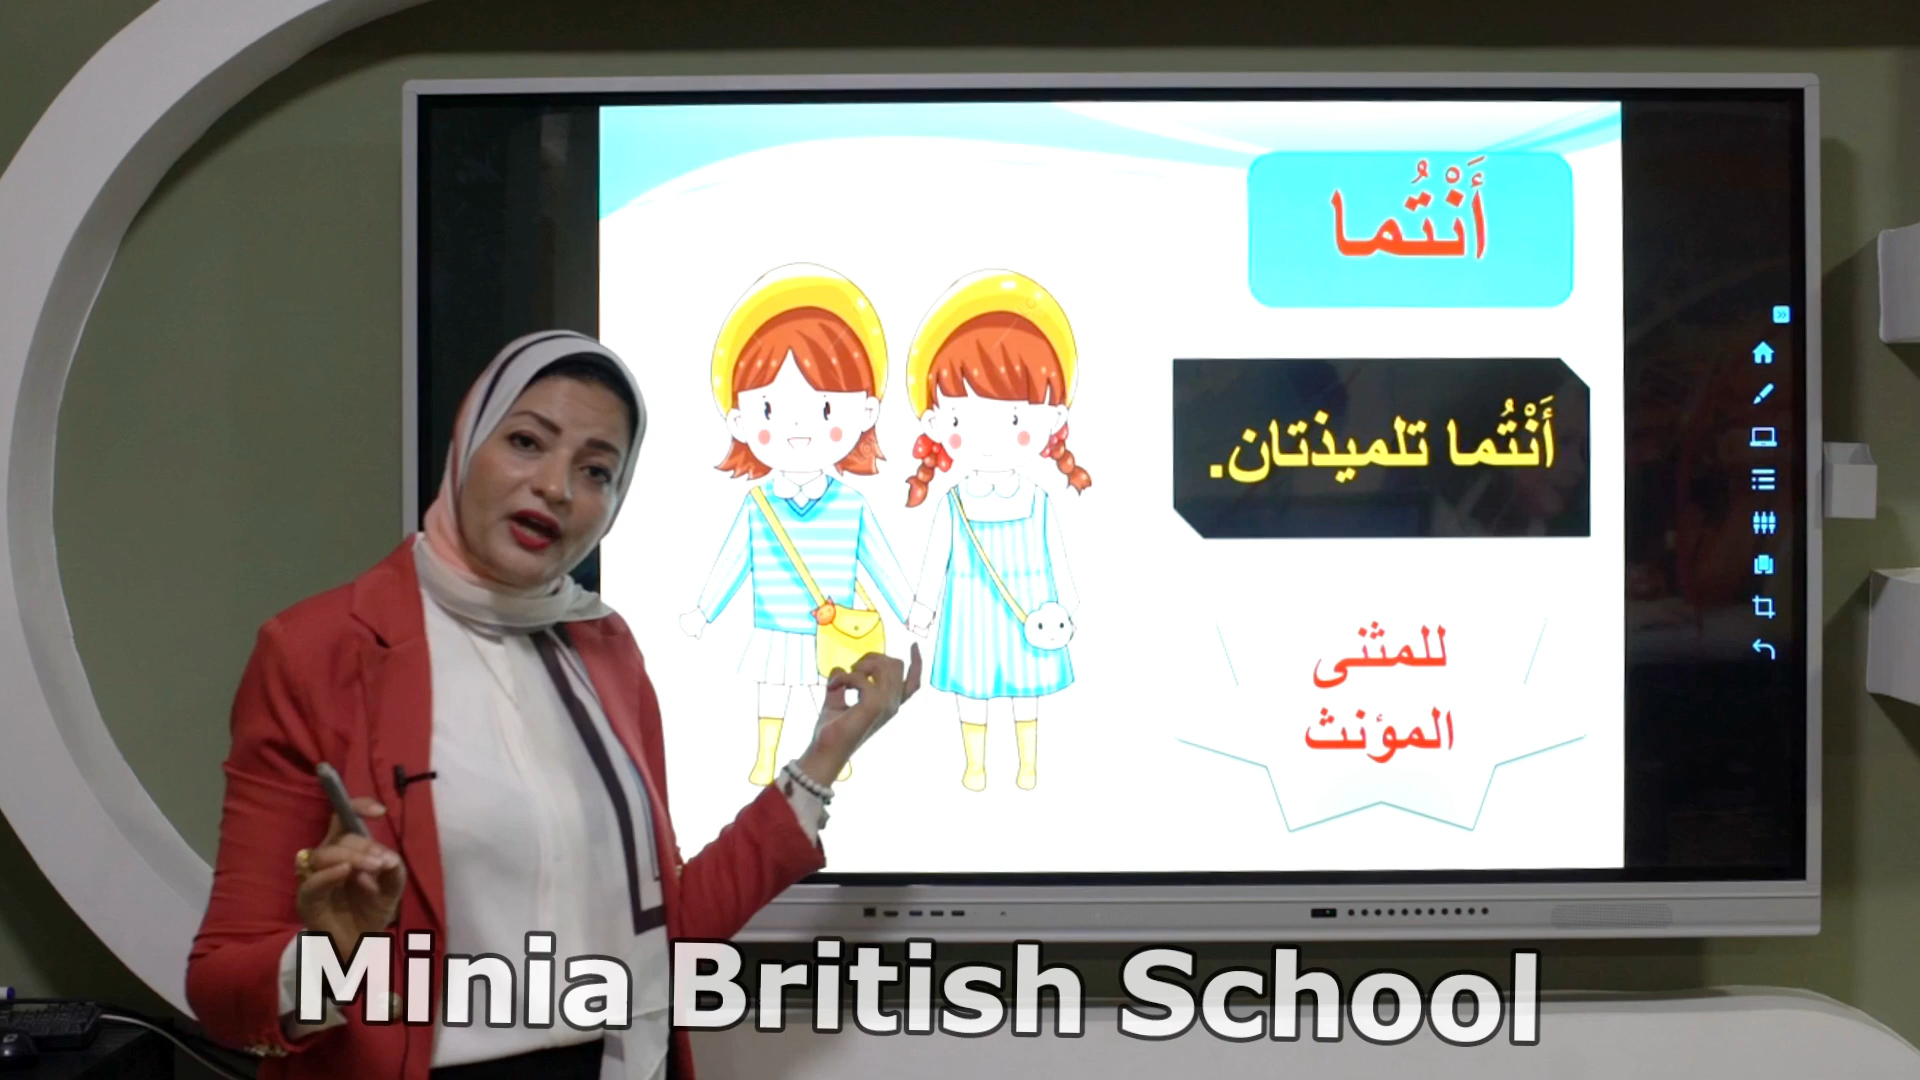 أَنْتُما
أَنْتُما تلميذتان.
للمثنى
المؤنث
Minia British School